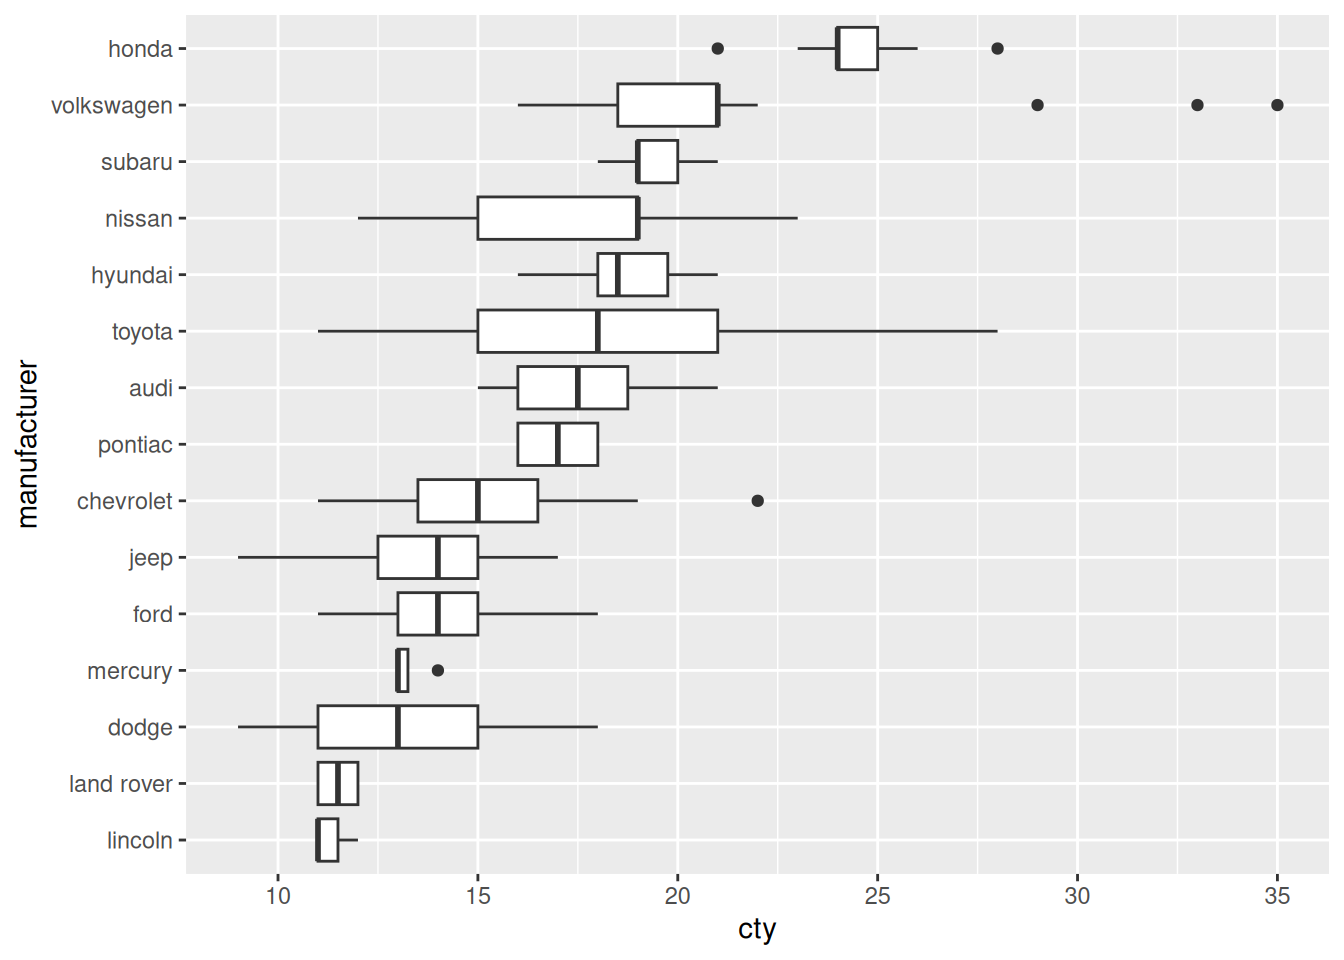 honda
volkswagen
subaru
nissan
hyundai
toyota
audi
pontiac
chevrolet
jeep
ford
mercury
dodge
land rover
lincoln
manufacturer
10 15 20 25 30 35
cty